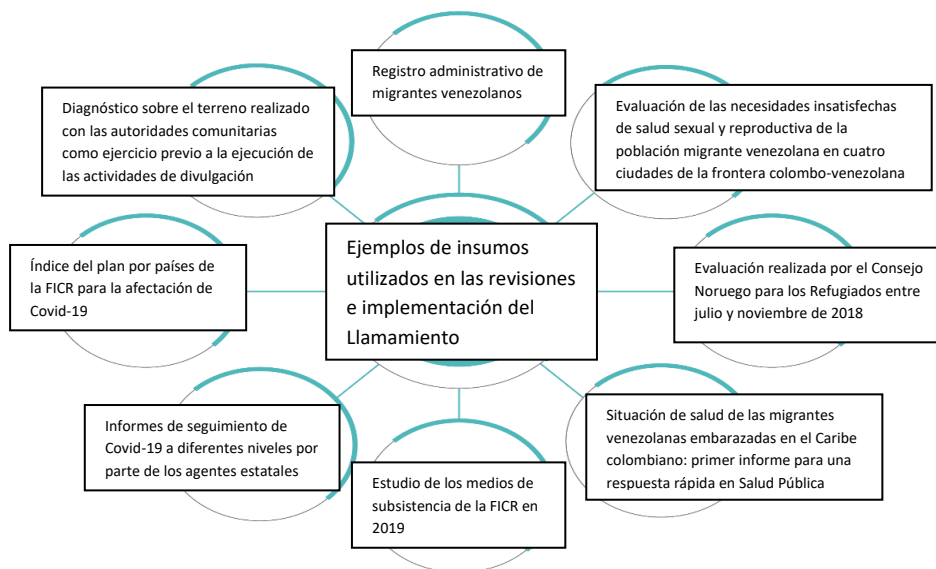 Registro administrativo de
migrantes venezolanos
Evaluación de las necesidades insatisfechas
de salud sexual y reproductiva de la
población migrante venezolana en cuatro
ciudades de la frontera colombo-venezolana
Diagnóstico sobre el terreno realizado
con las autoridades comunitarias
como ejercicio previo a la ejecución de
las actividades de divulgación
Ejemplos de insumos
utilizados en las revisiones
e implementación del
Llamamiento
Índice del plan por países de
la FICR para la afectación de
Covid-19
Evaluación realizada por el Consejo
Noruego para los Refugiados entre
julio y noviembre de 2018
Informes de seguimiento de
Covid-19 a diferentes niveles por
parte de los agentes estatales
Situación de salud de las migrantes
venezolanas embarazadas en el Caribe
colombiano: primer informe para una
respuesta rápida en Salud Pública
Estudio de los medios de
subsistencia de la FICR en
2019